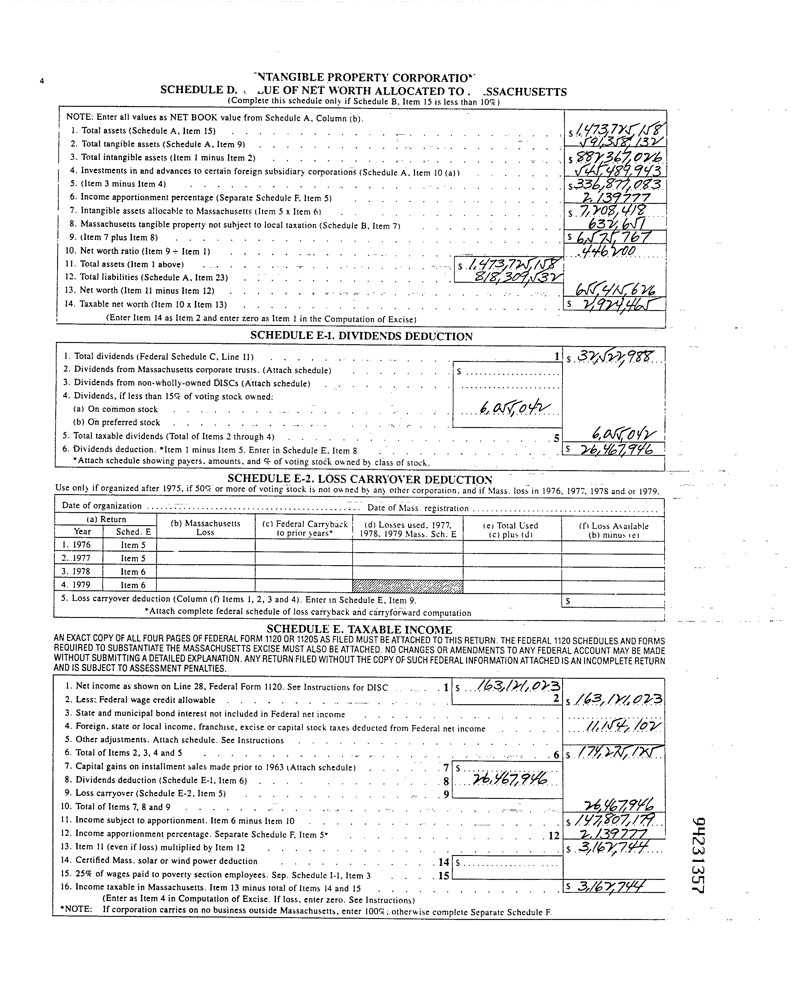 4
NTANGIBLE PROPERTY CORPORATIO
SCHEDULE D. UE OF NET WORTH ALLOCATED TO SSACHUSETTS
(Complete this schedule only if Schedule B, Item 15 is less than 10%)
NOTE: Enter all values as NET BOOK value from Schedule A, Column (b).
1. Total assets (Schedule A, Item 15) $ 1,473,725,158
2. Total tangible assets (Schedule A, Item 9) 591,358,132
3. Total intangible assets (Item 1 minus Item 2) $ 882,367,026
4. Investments in and advances to certain foreign subsidiary corporations (Schedule A, Item 10 (a)) 545,489,943
5. (Item 3 minus Item 4) $ 336,877,083
6. Income apportionment percentage (Separate Schedule F, Item 5) 2.139777
7. Intangible assets allocable to Massachusetts (Item 5 x Item 6) $ 7,208,418
8. Massachusetts tangible property not subject to local taxation (Schedule B, Item 7) 632,651
9. (Item 7 plus Item 8) $ 6,575,767
10. Net worth ratio (Item 9 ÷ Item 1) .446200
11. Total assets (Item 1 above) $ 1,473,725,158
12. Total liabilities (Schedule A, Item 23) 818,309,532
13. Net worth (Item 11 minus Item 12) 655,415,626
14. Taxable net worth (Item 10 x Item 13) $ 2,924,465
(Enter Item 14 as Item 2 and enter zero as Item 1 in the Computation of Excise)
SCHEDULE E-1. DIVIDENDS DEDUCTION
1. Total dividends (Federal Schedule C, Line 11) 1 $ 32,522,988
2. Dividends from Massachusetts corporate trusts. (Attach schedule) $
3. Dividends from non-wholly-owned DISCs (Attach schedule)
4. Dividends, if less than 15% of voting stock owned:
(a) On common stock 6,055,042
(b) On preferred stock
5. Total taxable dividends (Total of Items 2 through 4) 5 6,055,042
6. Dividends deduction. *Item 1 minus Item 5. Enter in Schedule E, Item 8 $ 26,467,946
*Attach schedule showing payers, amounts, and % of voting stock owned by class of stock.
SCHEDULE E-2. LOSS CARRYOVER DEDUCTION
Use only if organized after 1975, if 50% or more of voting stock is not owned by any other corporation, and if Mass. loss in 1976, 1977, 1978 and/or 1979.
Date of organization Date of Mass. registration
(a) Return (b) Massachusetts Loss (c) Federal Carryback to prior years* (d) Losses used, 1977, 1978, 1979 Mass. Sch. E (e) Total Used (c) plus (d) (f) Loss Available (b) minus (e)
Year Sched. E
1. 1976 Item 5
2. 1977 Item 5
3. 1978 Item 6
4. 1979 Item 6
5. Loss carryover deduction (Column (f) Items 1, 2, 3 and 4). Enter in Schedule E, Item 9. $
*Attach complete federal schedule of loss carryback and carryforward computation
SCHEDULE E. TAXABLE INCOME
AN EXACT COPY OF ALL FOUR PAGES OF FEDERAL FORM 1120 OR 1120S AS FILED MUST BE ATTACHED TO THIS RETURN. THE FEDERAL 1120 SCHEDULES AND FORMS
REQUIRED TO SUBSTANTIATE THE MASSACHUSETTS EXCISE MUST ALSO BE ATTACHED. NO CHANGES OR AMENDMENTS TO ANY FEDERAL ACCOUNT MAY BE MADE
WITHOUT SUBMITTING A DETAILED EXPLANATION. ANY RETURN FILED WITHOUT THE COPY OF SUCH FEDERAL INFORMATION ATTACHED IS AN INCOMPLETE RETURN
AND IS SUBJECT TO ASSESSMENT PENALTIES.
1. Net income as shown on Line 28, Federal Form 1120. See Instructions for DISC 1 $ 163,121,023
2. Less: Federal wage credit allowable 2 $ 163,121,023
3. State and municipal bond interest not included in Federal net income
4. Foreign, state or local income, franchise, excise or capital stock taxes deducted from Federal net income 11,154,102
5. Other adjustments. Attach schedule. See Instructions
6. Total of Items 2, 3, 4 and 5 6 $ 174,275,125
7. Capital gains on installment sales made prior to 1963 (Attach schedule) 7 $
8. Dividends deduction (Schedule E-1, Item 6) 8 26,467,946
9. Loss carryover (Schedule E-2, Item 5) 9
10. Total of Items 7, 8 and 9 26,467,946
11. Income subject to apportionment. Item 6 minus Item 10 $ 147,807,179
12. Income apportionment percentage. Separate Schedule F, Item 5* 12 2.139777
13. Item 11 (even if loss) multiplied by Item 12 $ 3,162,744
14. Certified Mass. solar or wind power deduction 14 $
15. 25% of wages paid to poverty section employees. Sep. Schedule I-1, Item 3 15
16. Income taxable in Massachusetts. Item 13 minus total of Items 14 and 15 $ 3,162,744
(Enter as Item 4 in Computation of Excise. If loss, enter zero. See Instructions)
*NOTE: If corporation carries on no business outside Massachusetts, enter 100%; otherwise complete Separate Schedule F.
94231357